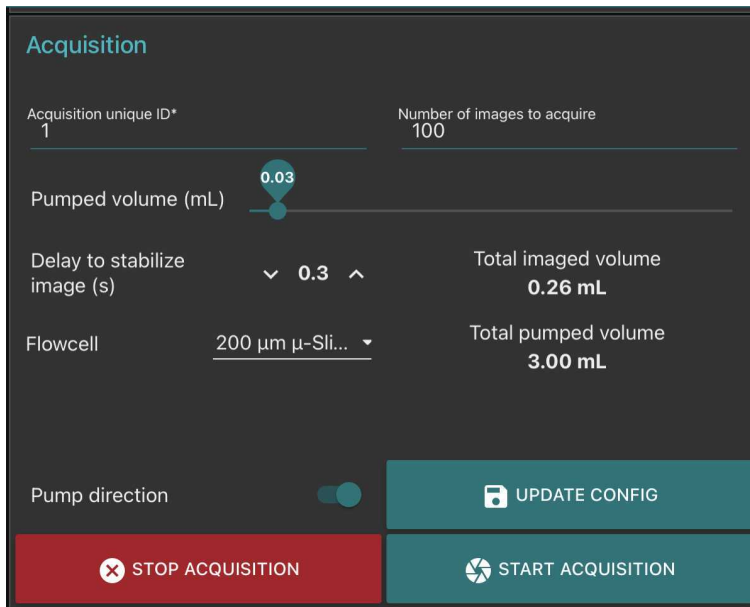 Acquisition
Acquisition unique ID*
1
Number of images to acquire
100
Pumped volume (mL)
0.03
Delay to stabilize
image (s)
0.3
Total imaged volume
0.26 mL
Flowcell
200 μm μ-Sli...
Total pumped volume
3.00 mL
Pump direction
UPDATE CONFIG
STOP ACQUISITION
START ACQUISITION